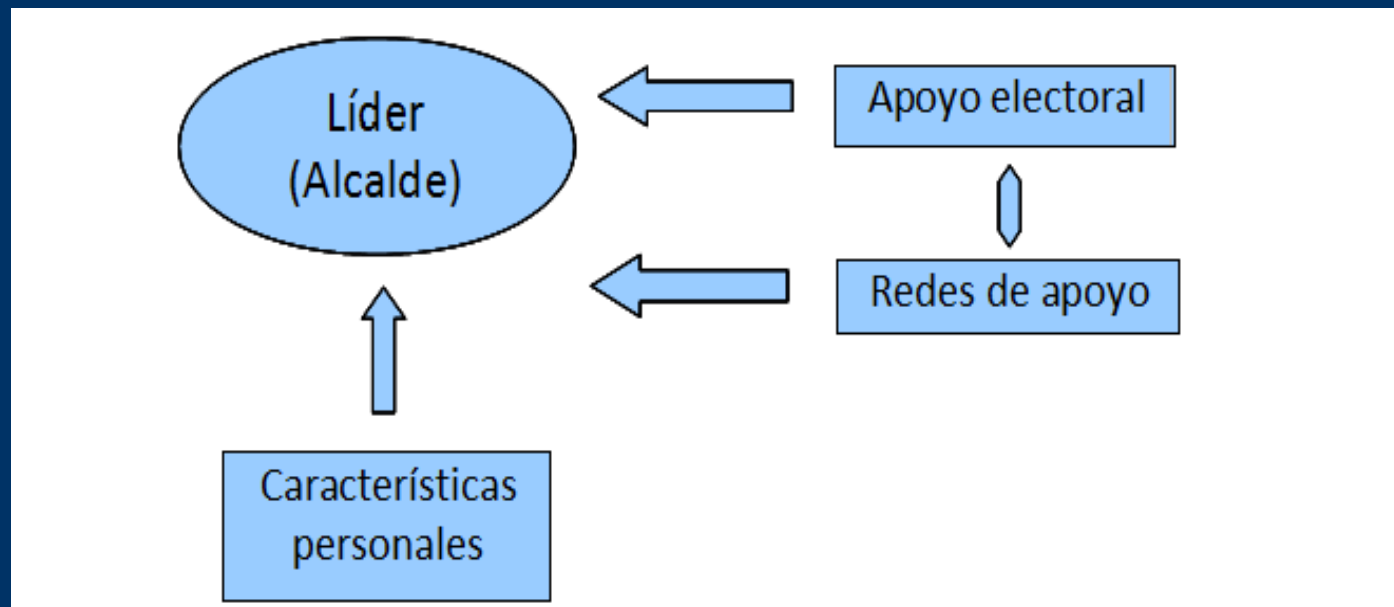 Líder
(Alcalde)
Apoyo electoral
Redes de apoyo
Características
personales